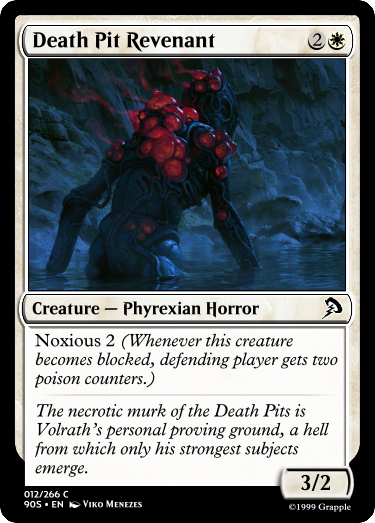 Death Pit Revenant 2
Creature — Phyrexian Horror
Noxious 2 (Whenever this creature
becomes blocked, defending player gets two
poison counters.)
The necrotic murk of the Death Pits is
Volrath's personal proving ground, a hell
from which only his strongest subjects
emerge.
3/2
012/266 C
90S • EN Viko Menezes
©1999 Grapple